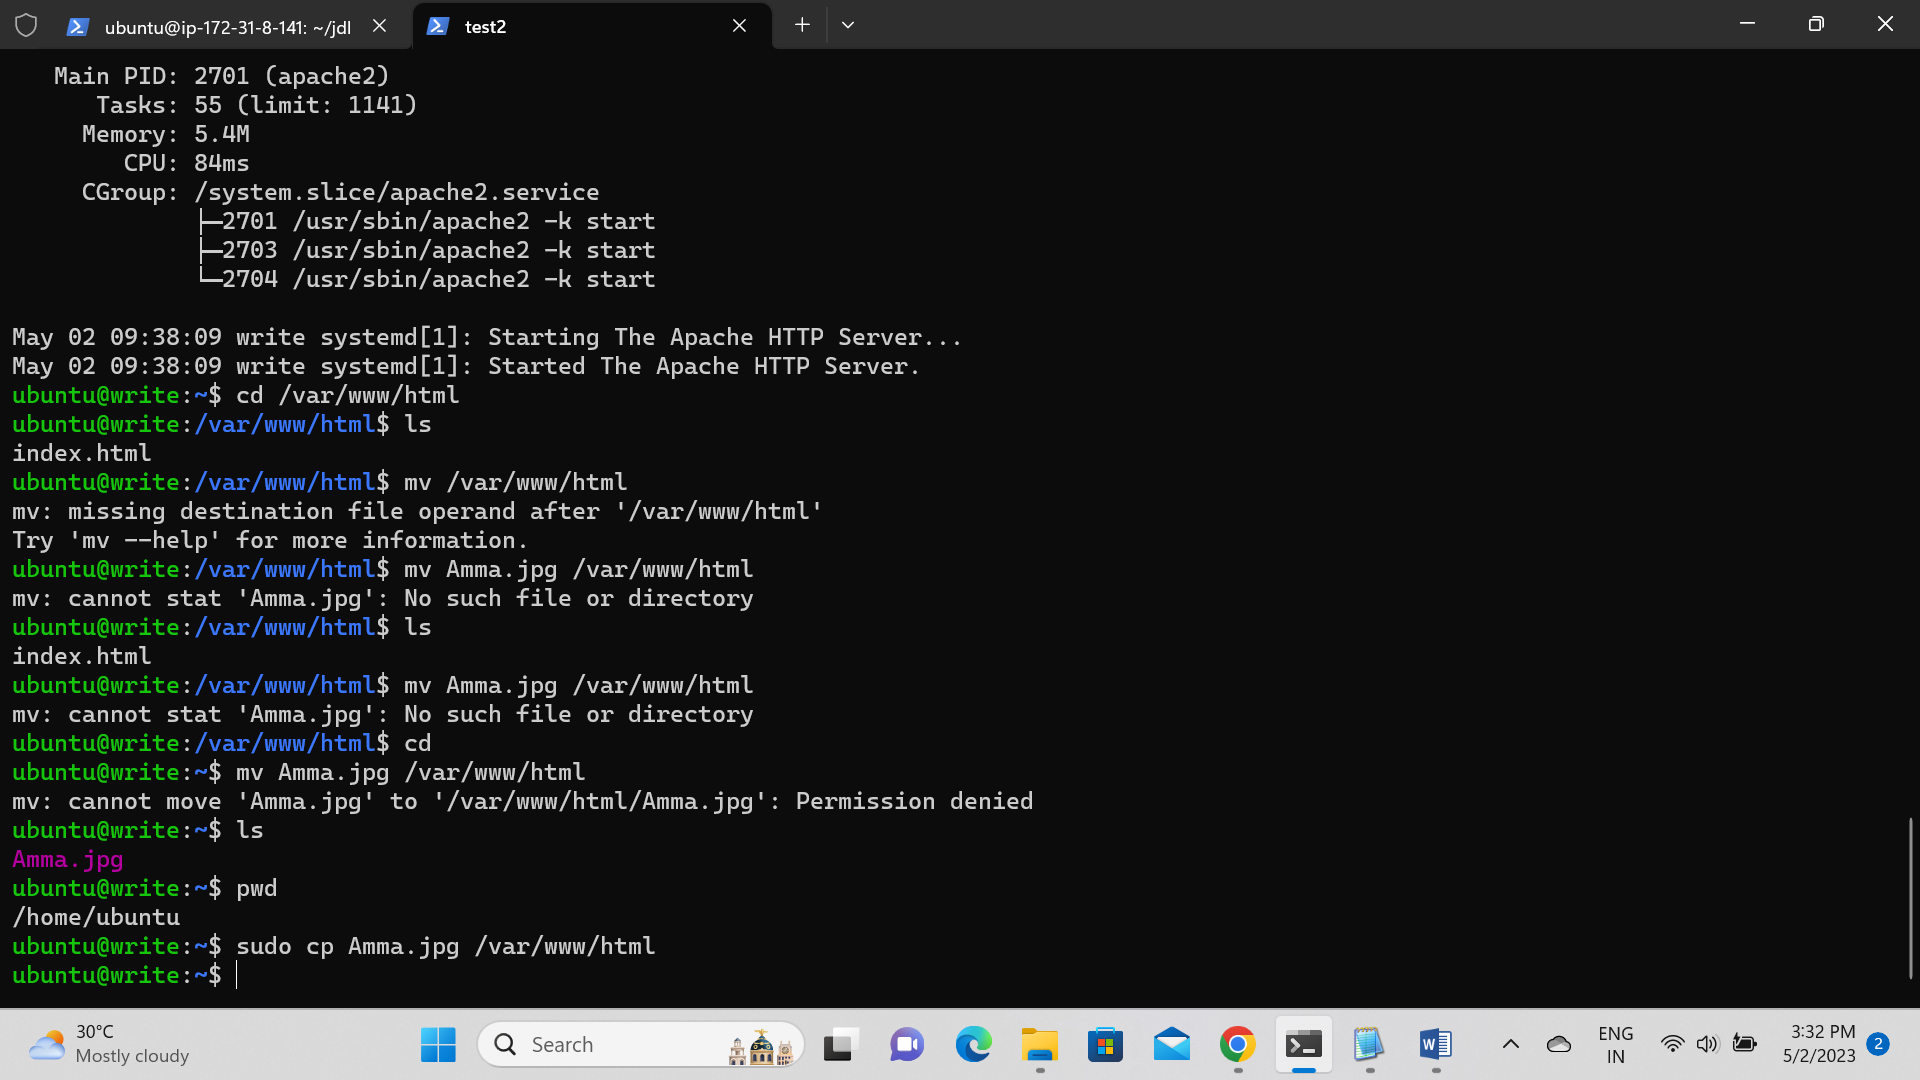 ubuntu@ip-172-31-8-141: ~/jdl
test2
Main PID: 2701 (apache2)
Tasks: 55 (limit: 1141)
Memory: 5.4M
CPU: 84ms
CGroup: /system.slice/apache2.service
├─2701 /usr/sbin/apache2 -k start
├─2703 /usr/sbin/apache2 -k start
└─2704 /usr/sbin/apache2 -k start
May 02 09:38:09 write systemd[1]: Starting The Apache HTTP Server...
May 02 09:38:09 write systemd[1]: Started The Apache HTTP Server.
ubuntu@write:~$ cd /var/www/html
ubuntu@write:/var/www/html$ ls
index.html
ubuntu@write:/var/www/html$ mv /var/www/html
mv: missing destination file operand after '/var/www/html'
Try 'mv --help' for more information.
ubuntu@write:/var/www/html$ mv Amma.jpg /var/www/html
mv: cannot stat 'Amma.jpg': No such file or directory
ubuntu@write:/var/www/html$ ls
index.html
ubuntu@write:/var/www/html$ mv Amma.jpg /var/www/html
mv: cannot stat 'Amma.jpg': No such file or directory
ubuntu@write:/var/www/html$ cd
ubuntu@write:~$ mv Amma.jpg /var/www/html
mv: cannot move 'Amma.jpg' to '/var/www/html/Amma.jpg': Permission denied
ubuntu@write:~$ ls
Amma.jpg
ubuntu@write:~$ pwd
/home/ubuntu
ubuntu@write:~$ sudo cp Amma.jpg /var/www/html
ubuntu@write:~$
30°C
Mostly cloudy
Search
W
ENG
IN
3:32 PM
5/2/2023
2